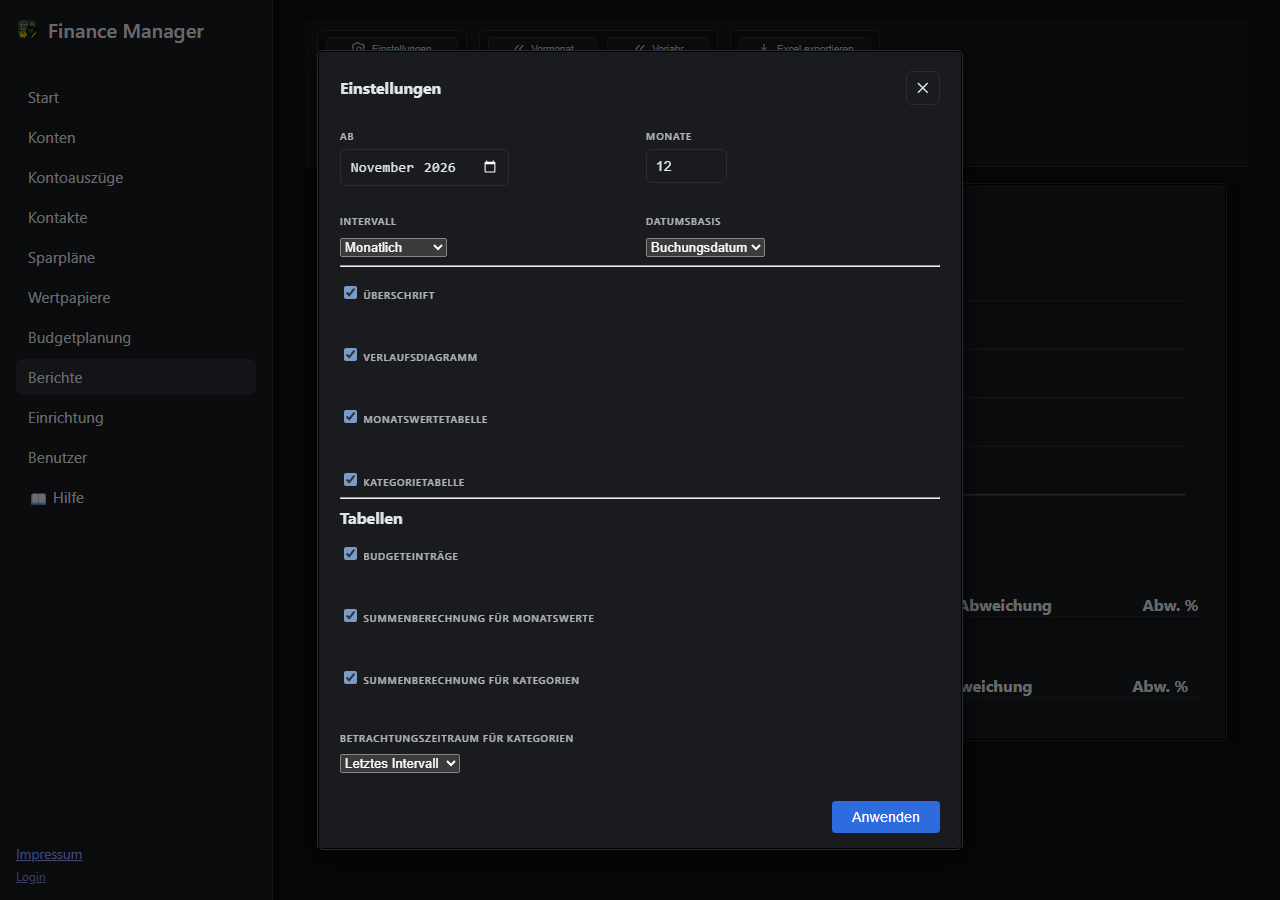 Finance Manager
Start
Konten
Kontoauszüge
Kontakte
Sparpläne
Wertpapiere
Budgetplanung
Berichte
Einrichtung
Benutzer
Hilfe
Impressum
Login
Einstellungen
Vormonat
Vorjahr
Excel exportieren
Einstellungen
AB
MONATE
November 2026
12
INTERVALL
DATUMSBASIS
Monatlich
Buchungsdatum
ÜBERSCHRIFT
VERLAUFSDIAGRAMM
MONATSWERTETABELLE
KATEGORIETABELLE
Tabellen
BUDGETEINTRÄGE
SUMMENBERECHNUNG FÜR MONATSWERTE
SUMMENBERECHNUNG FÜR KATEGORIEN
BETRACHTUNGSZEITRAUM FÜR KATEGORIEN
Letztes Intervall
Anwenden
Abweichung
Abw. %
weichung
Abw. %